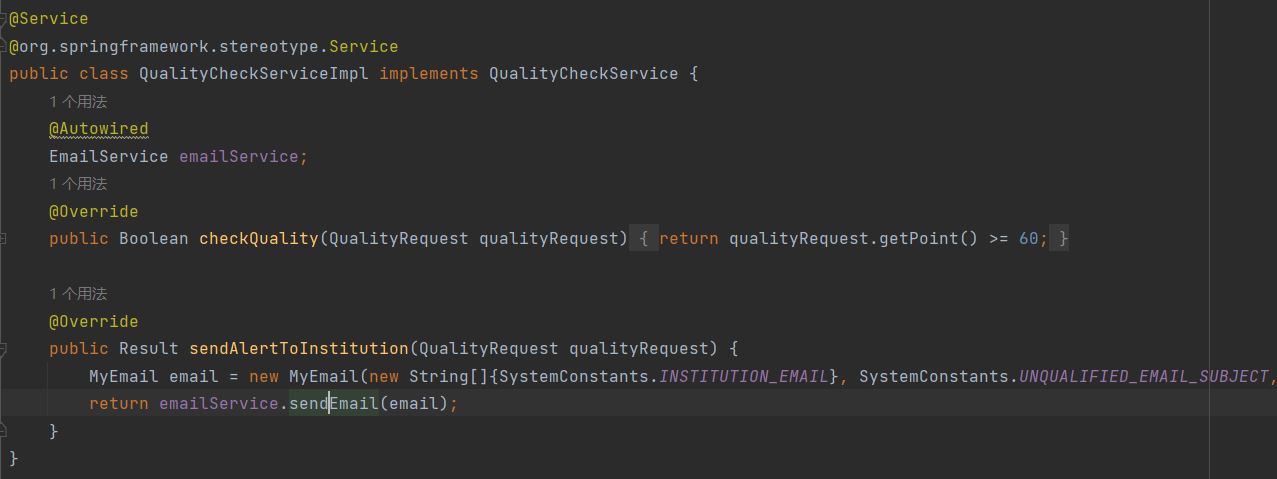 @Service
@org.springframework.stereotype.Service
public class QualityCheckServiceImpl implements QualityCheckService {
1 个用法
@Autowired
EmailService emailService;
1 个用法
@Override
public Boolean checkQuality(QualityRequest qualityRequest) { return qualityRequest.getPoint() >= 60; }
1 个用法
@Override
public Result sendAlertToInstitution(QualityRequest qualityRequest) {
MyEmail email = new MyEmail(new String[]{SystemConstants.INSTITUTION_EMAIL}, SystemConstants.UNQUALIFIED_EMAIL_SUBJECT,
return emailService.sendEmail(email);
}
}